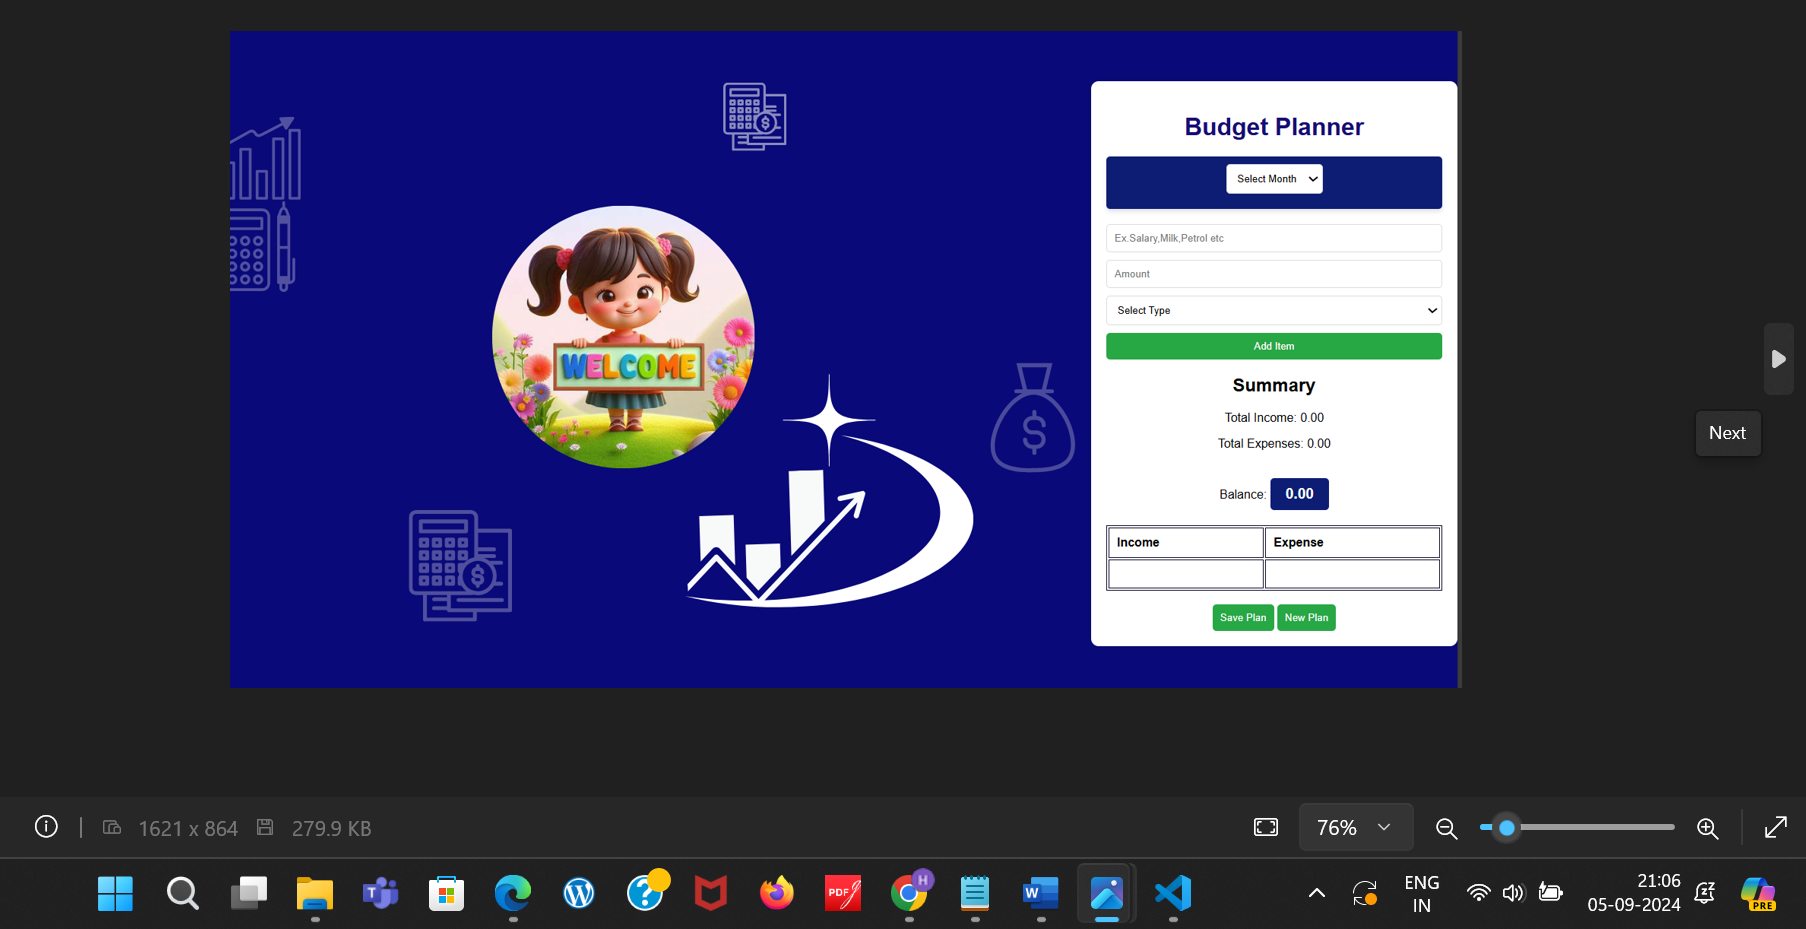 Budget Planner
Select Month
Ex.Salary,Milk,Petrol etc
Amount
Select Type
Add Item
Summary
Total Income: 0.00
Total Expenses: 0.00
Balance: 0.00
Income Expense
Save Plan New Plan
WELCOME
$
$
$
Next
1621 x 864 279.9 KB 76%
T W ? PDF H W ENG IN 21:06 05-09-2024 PRE